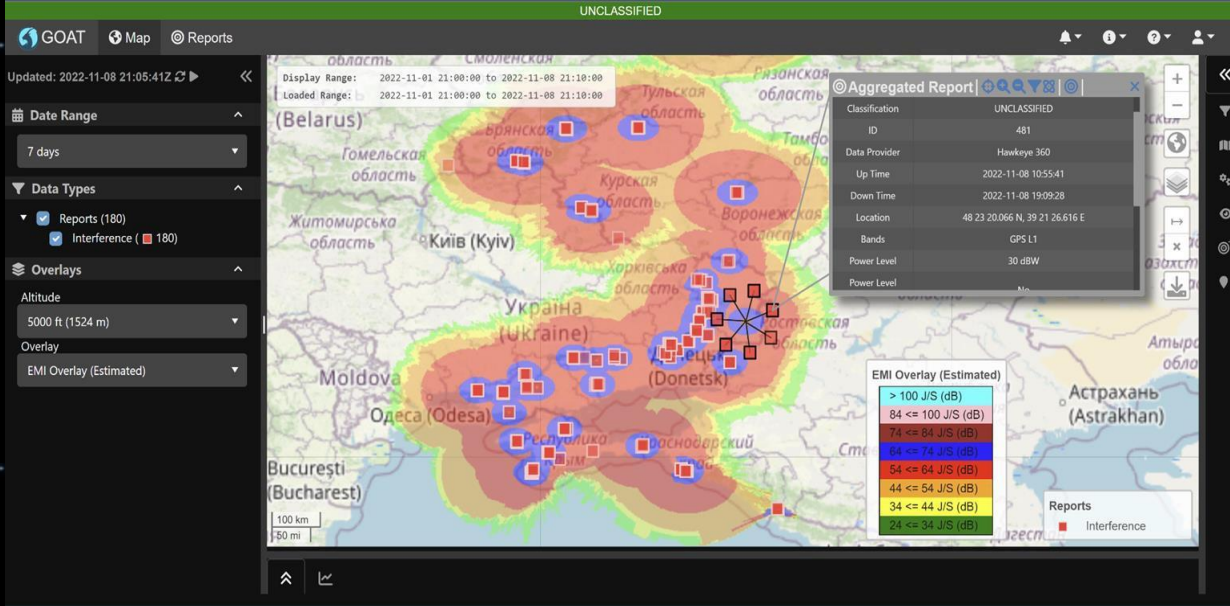 UNCLASSIFIED
GOAT
Map
Reports
Updated: 2022-11-08 21:05:41Z
Date Range
7 days
Data Types
Reports (180)
Interference ( 180)
Overlays
Altitude
5000 ft (1524 m)
Overlay
EMI Overlay (Estimated)
Display Range: 2022-11-01 21:00:00 to 2022-11-08 21:10:00
Loaded Range: 2022-11-01 21:00:00 to 2022-11-08 21:10:00
область
Смоленская
(Belarus)
Брянская
область
Тульская
область
Рязанская
область
Гомельская
область
Курская
область
Житомирська
область
Київ (Kyiv)
Воронежская
область
Харківська
область
Україна
(Ukraine)
Ростовская
область
Донецьк
(Donetsk)
Moldova
Одеса (Odesa)
Республика
Крым
Краснодарский
край
București
(Bucharest)
Астрахань
(Astrakhan)
100 km
50 mi
Aggregated Report
Classification UNCLASSIFIED
ID 481
Data Provider Hawkeye 360
Up Time 2022-11-08 10:55:41
Down Time 2022-11-08 19:09:28
Location 48 23 20.066 N, 39 21 26.616 E
Bands GPS L1
Power Level 30 dBW
Power Level No
EMI Overlay (Estimated)
> 100 J/S (dB)
84 <= 100 J/S (dB)
74 <= 84 J/S (dB)
64 <= 74 J/S (dB)
54 <= 64 J/S (dB)
44 <= 54 J/S (dB)
34 <= 44 J/S (dB)
24 <= 34 J/S (dB)
Reports
Interference